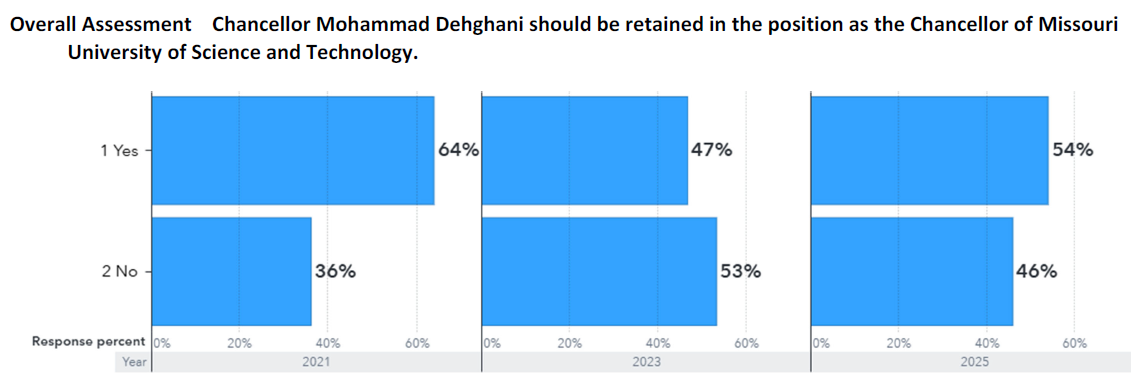 Overall Assessment Chancellor Mohammad Dehghani should be retained in the position as the Chancellor of Missouri
University of Science and Technology.
1 Yes 64% 47% 54%
2 No 36% 53% 46%
Response percent 0% 20% 40% 60% 0% 20% 40% 60% 0% 20% 40% 60%
Year 2021 2023 2025